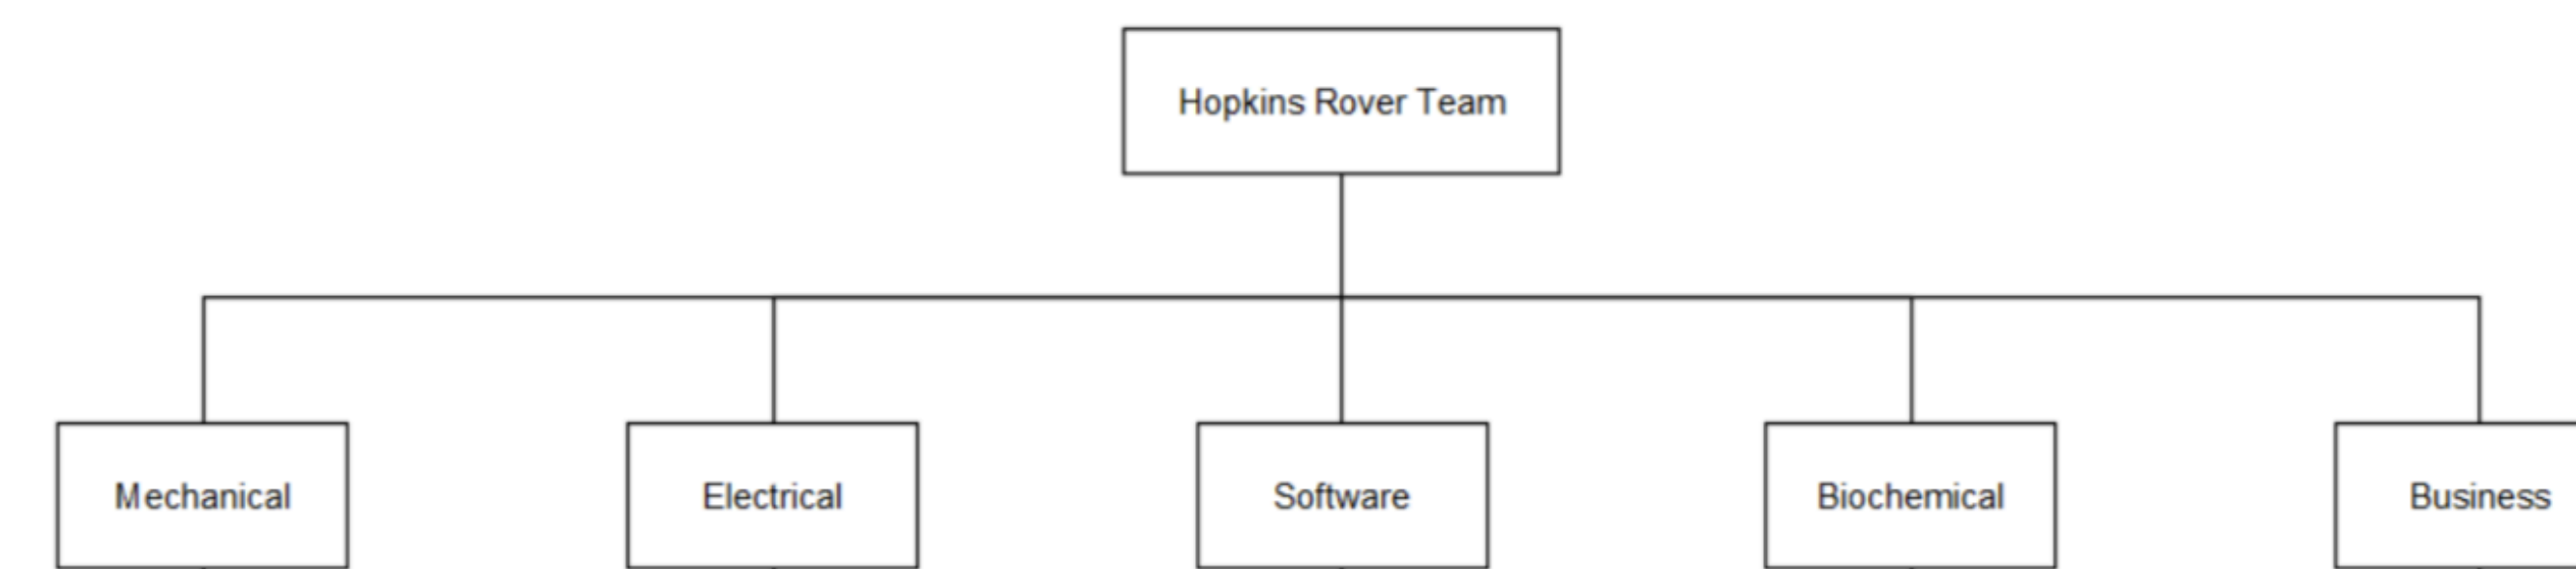 Hopkins Rover Team
Mechanical
Electrical
Software
Biochemical
Business